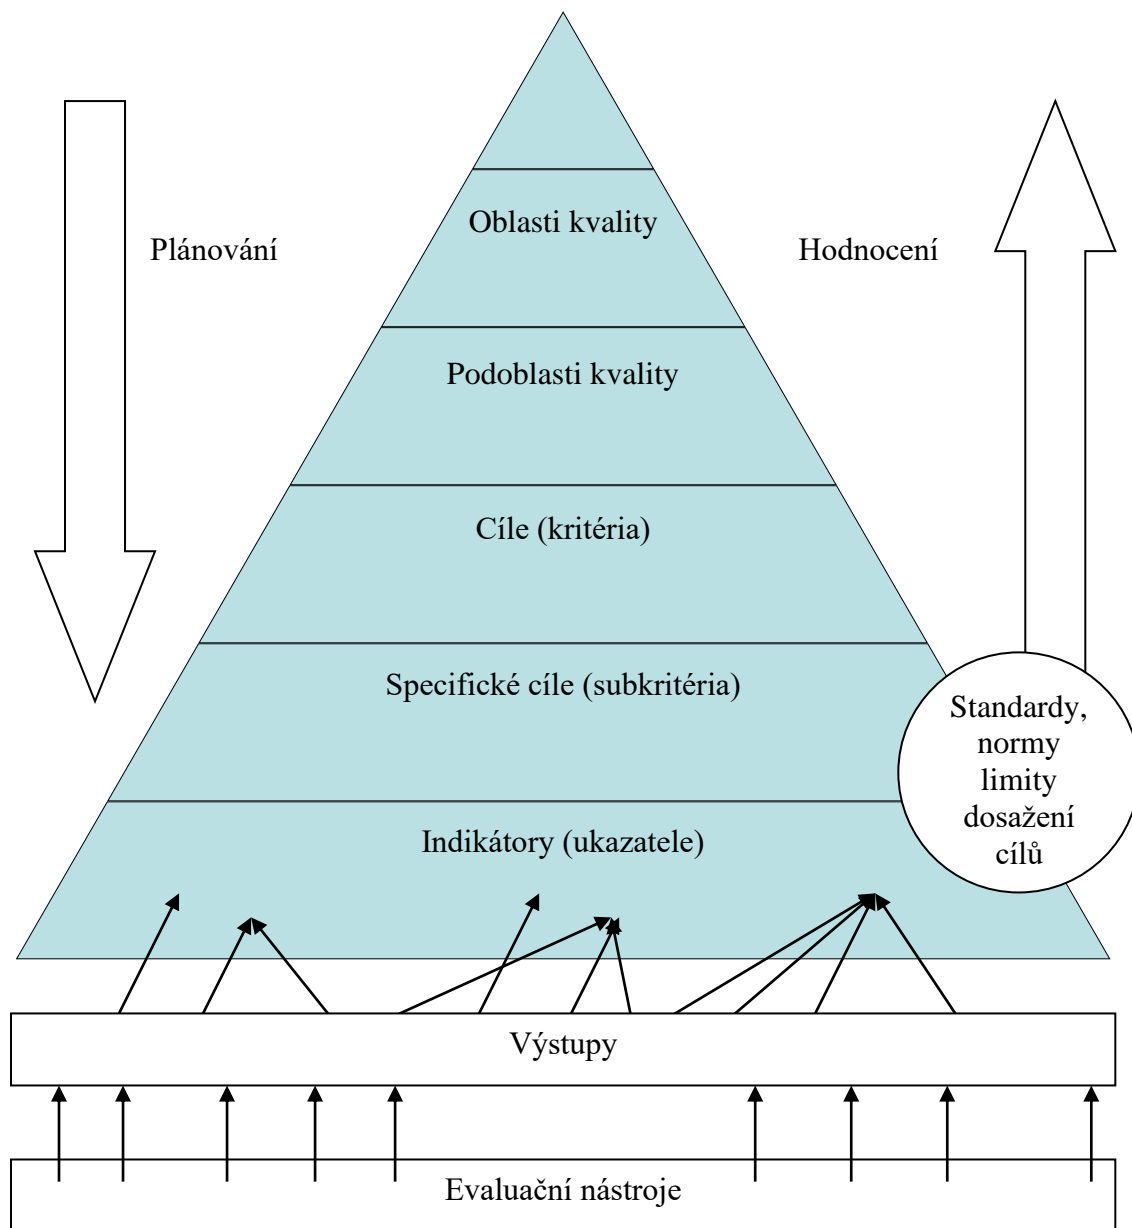 Oblasti kvality
Plánování
Hodnocení
Podoblasti kvality
Cíle (kritéria)
Specifické cíle (subkritéria)
Standardy,
normy
limity
dosažení
cílů
Indikátory (ukazatele)
Výstupy
Evaluační nástroje